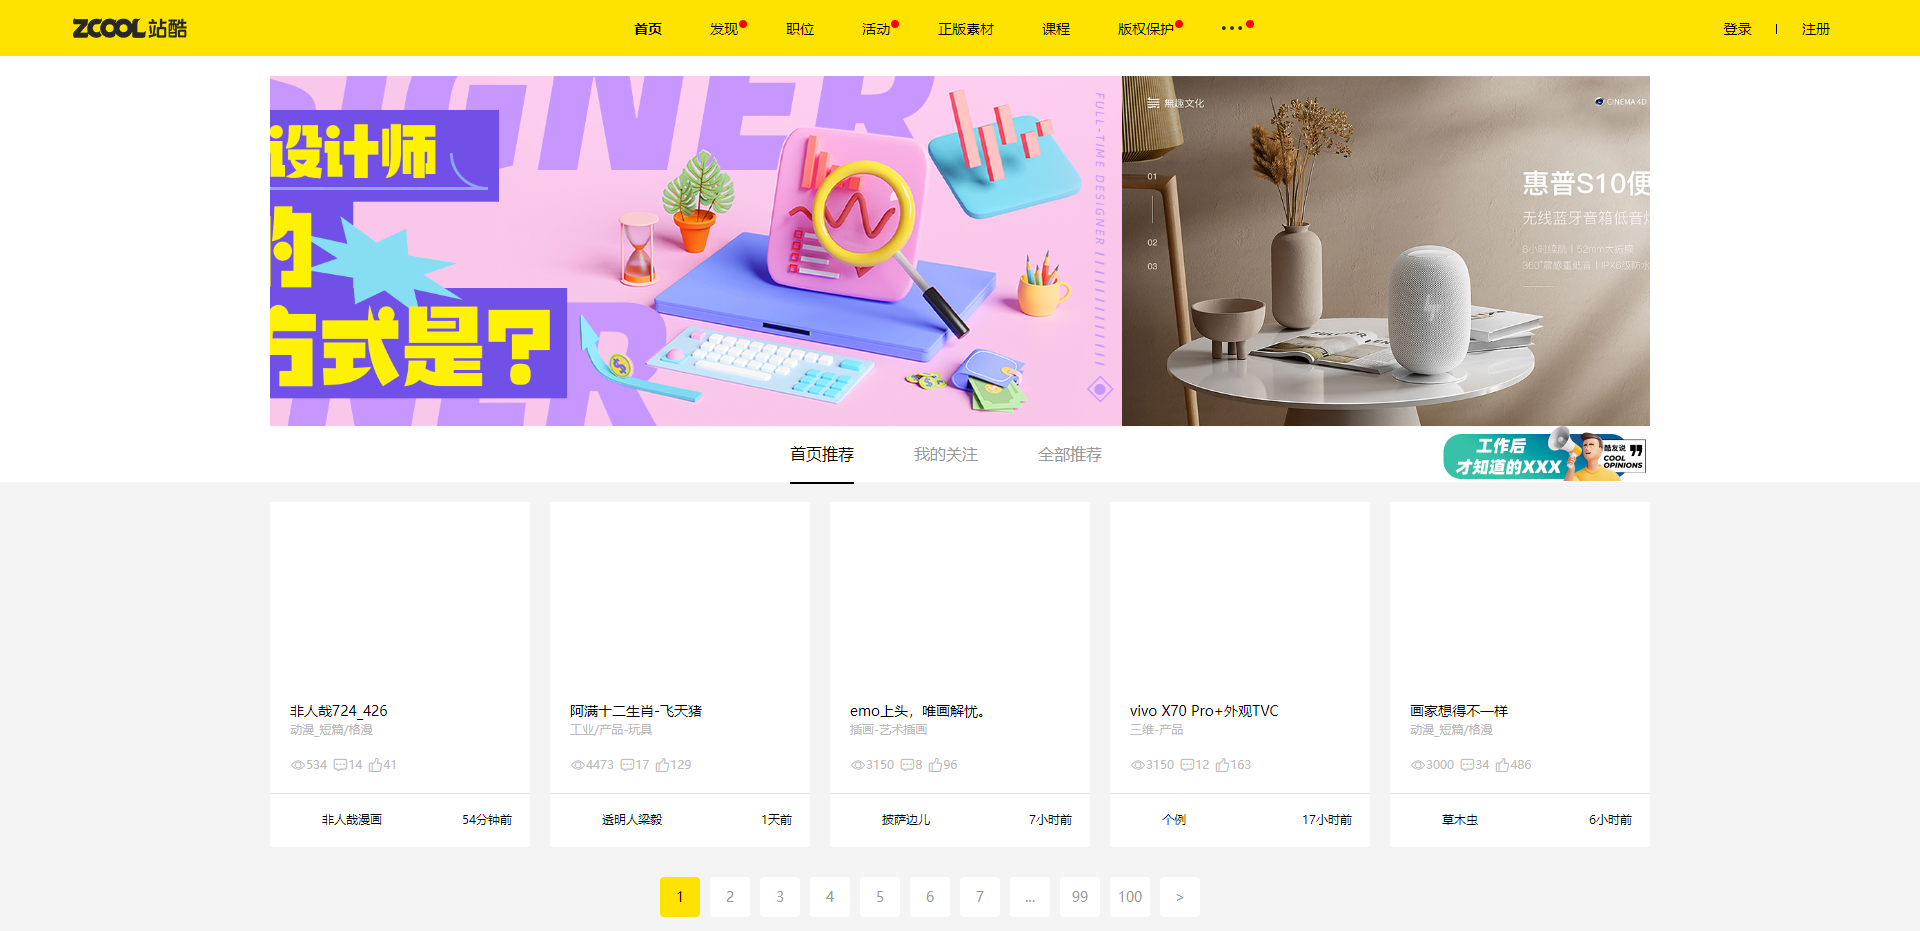 ZCOOL站酷
首页 发现 职位 活动 正版素材 课程 版权保护 •••
登录 | 注册
设计师
的
方式是?
FULL-TIME DESIGNER
無趣文化
CINEMA 4D
01
02
03
惠普S10便
无线蓝牙音箱低音
8小时续航 | 52mm大
360°震感重低音 | IPX6级防水
首页推荐 我的关注 全部推荐
工作后
才知道的XXX
酷友说
COOL
OPINIONS
非人哉724_426
动漫_短篇/格漫
534 14 41
非人哉漫画 54分钟前
阿满十二生肖-飞天猪
工业/产品-玩具
4473 17 129
透明人梁毅 1天前
emo上头，唯画解忧。
插画-艺术插画
3150 8 96
披萨边儿 7小时前
vivo X70 Pro+外观TVC
三维-产品
3150 12 163
个例 17小时前
画家想得不一样
动漫_短篇/格漫
3000 34 486
草木虫 6小时前
1 2 3 4 5 6 7 ... 99 100 >